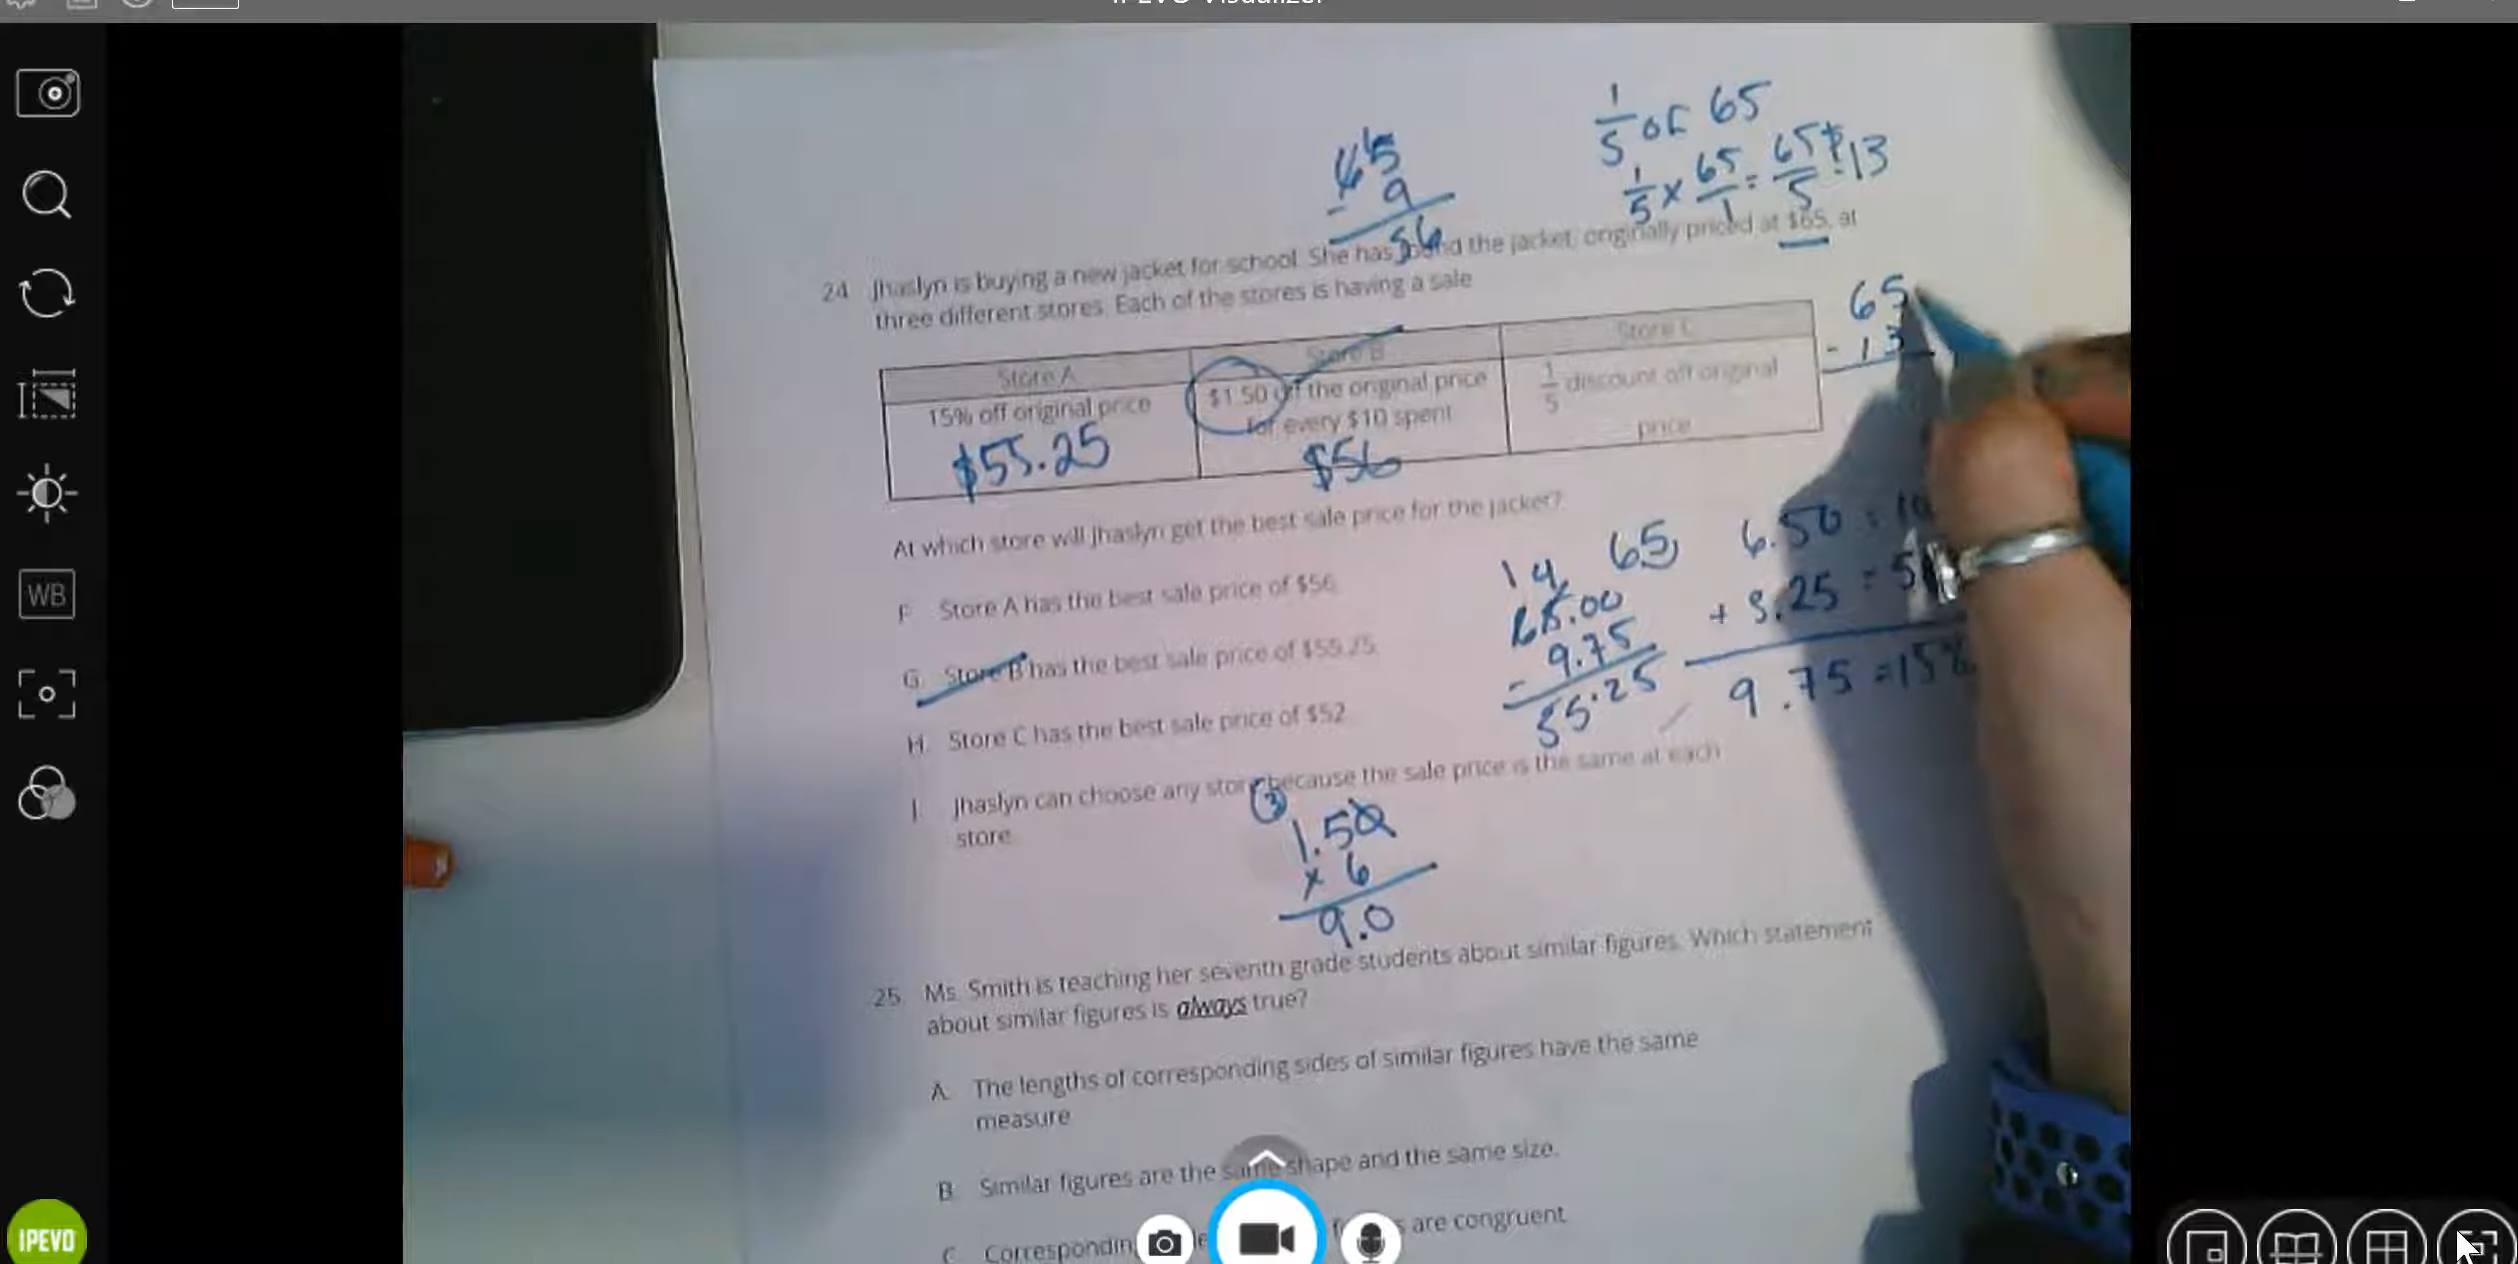 1/5 of 65
1/5 x 65/1 = 65/5 = $13
65
- 9
56
24 Jhaslyn is buying a new jacket for school. She has found the jacket, originally priced at $65, at
three different stores. Each of the stores is having a sale
65
- 13
Store A Store B Store C
15% off original price
$55.25
$1.50 off the original price
for every $10 spent
$56
1/5 discount off original
price
At which store will Jhaslyn get the best sale price for the jacket?
F Store A has the best sale price of $56
G. Store B has the best sale price of $55.25.
H. Store C has the best sale price of $52
J. Jhaslyn can choose any store because the sale price is the same at each
store.
14
65.00
- 9.75
55.25
65
6.50 = 10
+ 3.25 = 5
9.75 = 15%
3
1.50
x 6
9.0
25. Ms. Smith is teaching her seventh grade students about similar figures. Which statement
about similar figures is always true?
A. The lengths of corresponding sides of similar figures have the same
measure
B. Similar figures are the same shape and the same size.
C. are congruent
WB
iPEVO